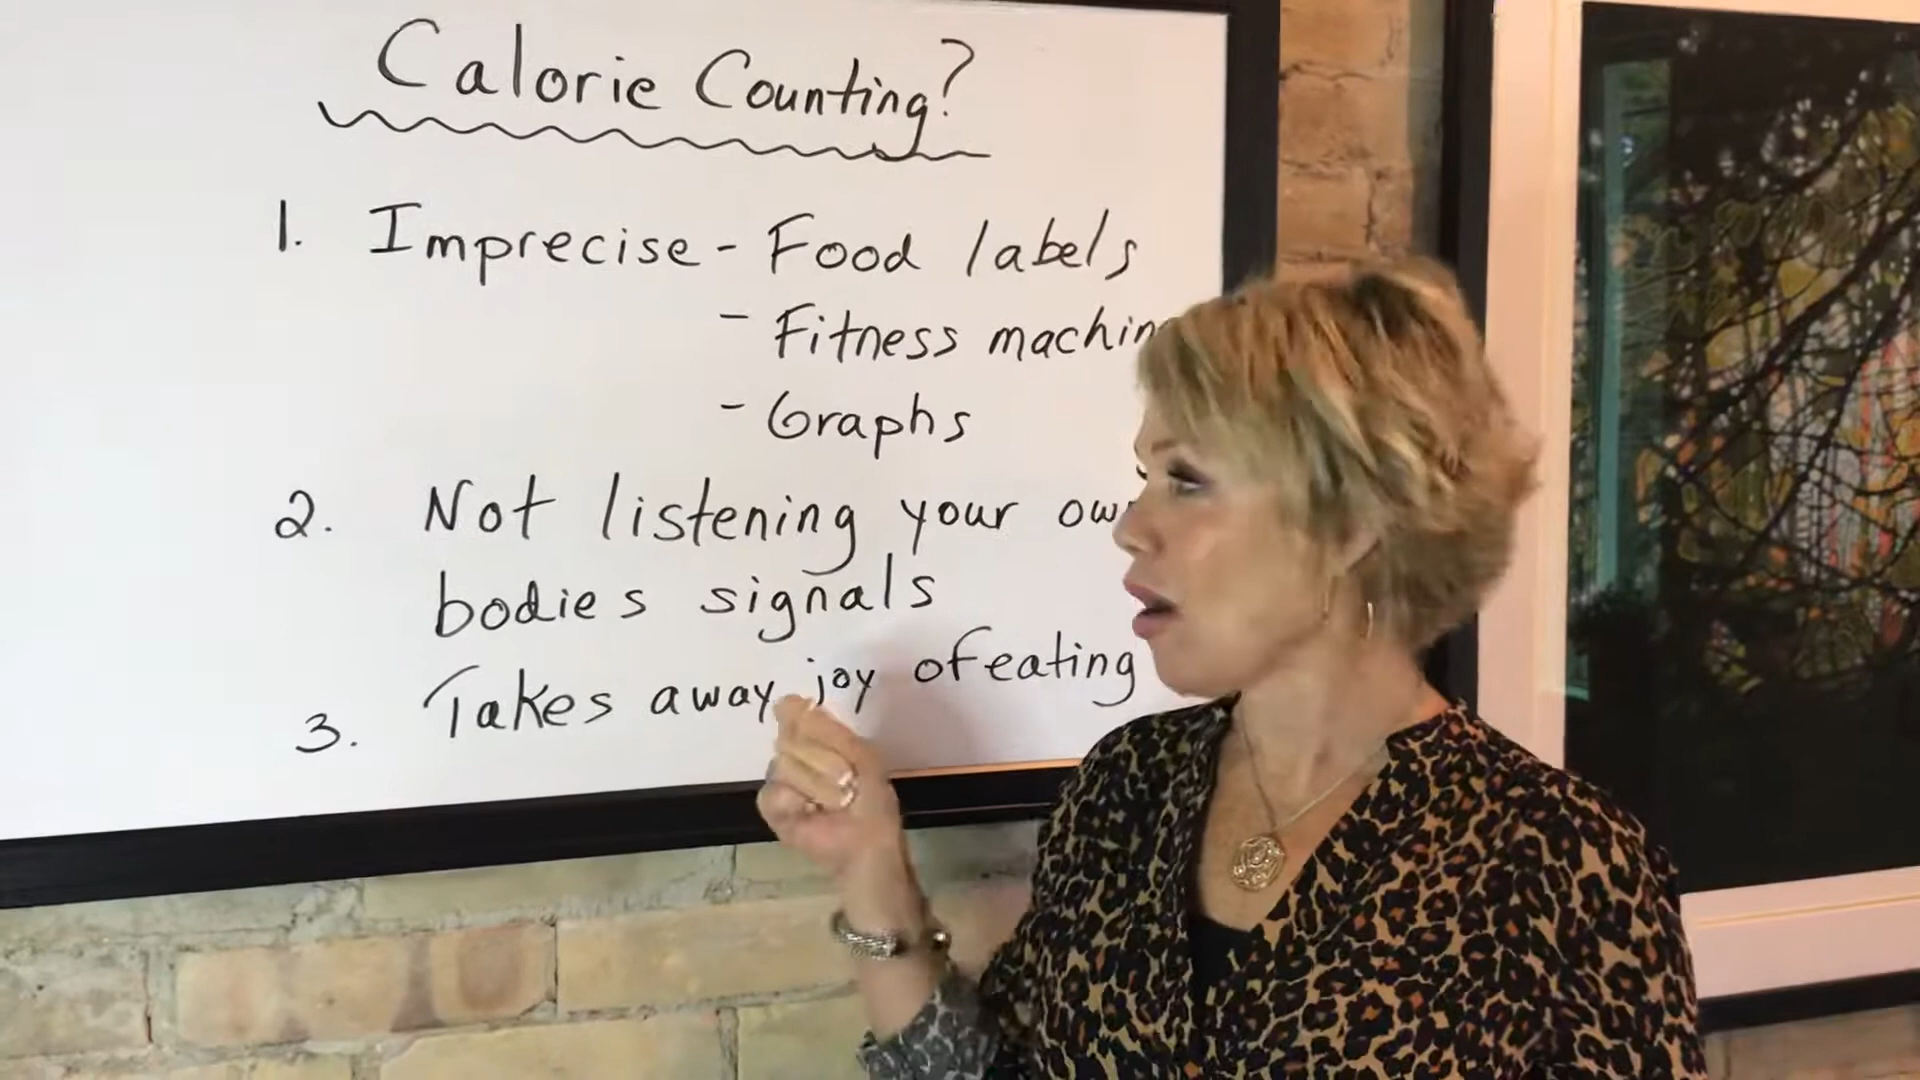 Calorie Counting?
1. Imprecise - Food labels
- Fitness machin
- Graphs
2. Not listening your own
bodies signals
3. Takes away joy of eating